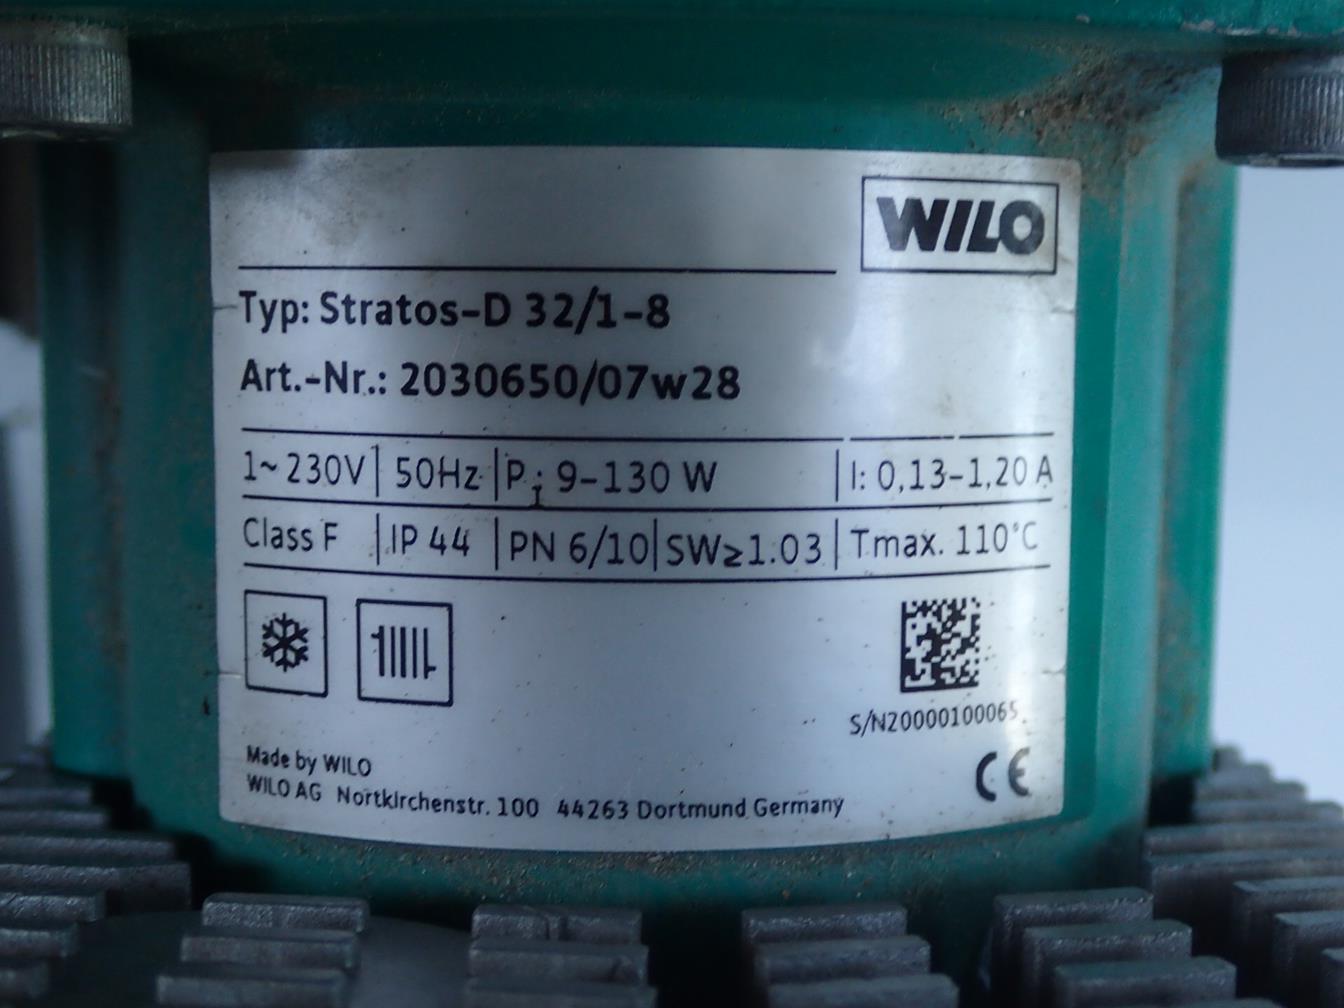 WILO
Typ: Stratos-D 32/1-8
Art.-Nr.: 2030650/07w28
1~230V 50Hz P₁: 9-130 W I: 0,13-1,20 A
Class F IP 44 PN 6/10 SW≥1.03 Tmax. 110°C
S/N20000100065
CE
Made by WILO
WILO AG Nortkirchenstr. 100 44263 Dortmund Germany